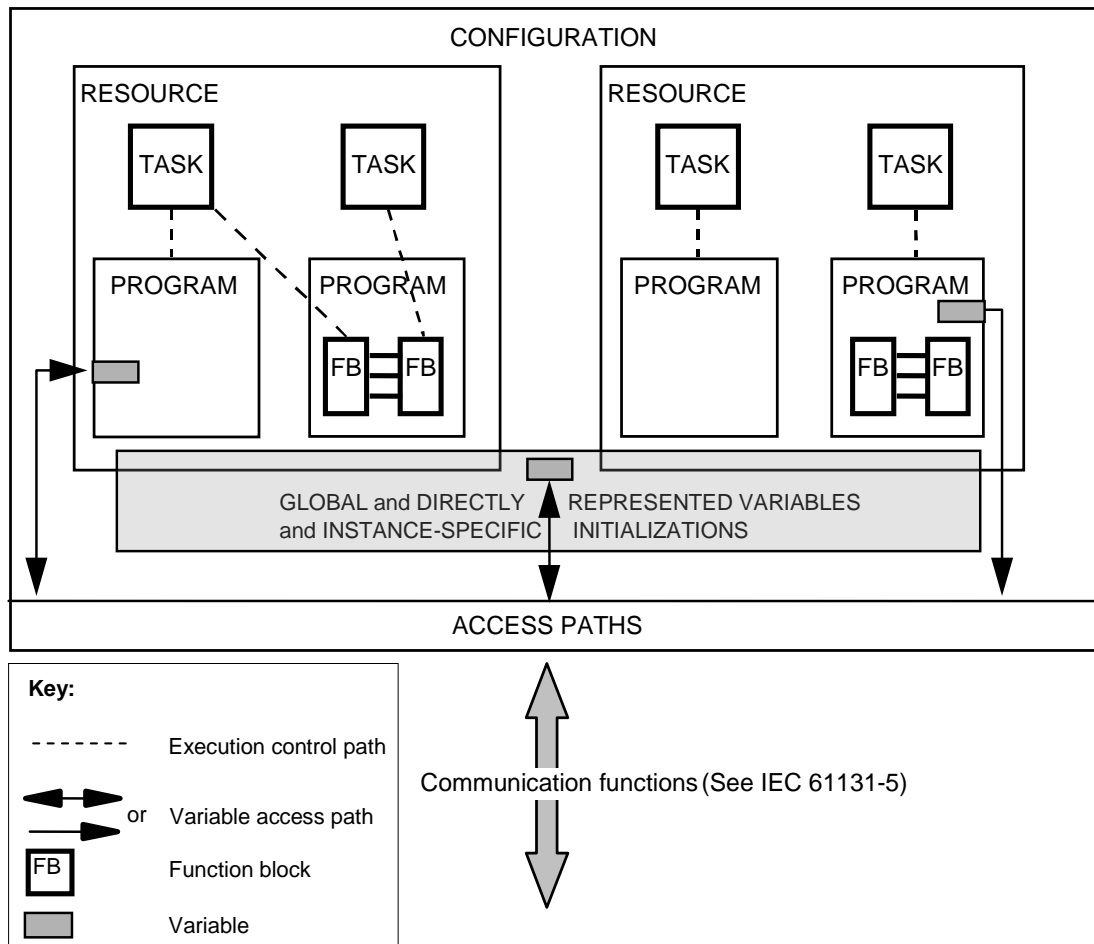 CONFIGURATION
RESOURCE
RESOURCE
TASK
TASK
TASK
TASK
PROGRAM
PROGRAM
PROGRAM
PROGRAM
FB
FB
FB
FB
GLOBAL and DIRECTLY REPRESENTED VARIABLES
and INSTANCE-SPECIFIC INITIALIZATIONS
ACCESS PATHS
Key:
Execution control path
or Variable access path
FB Function block
Variable
Communication functions (See IEC 61131-5)